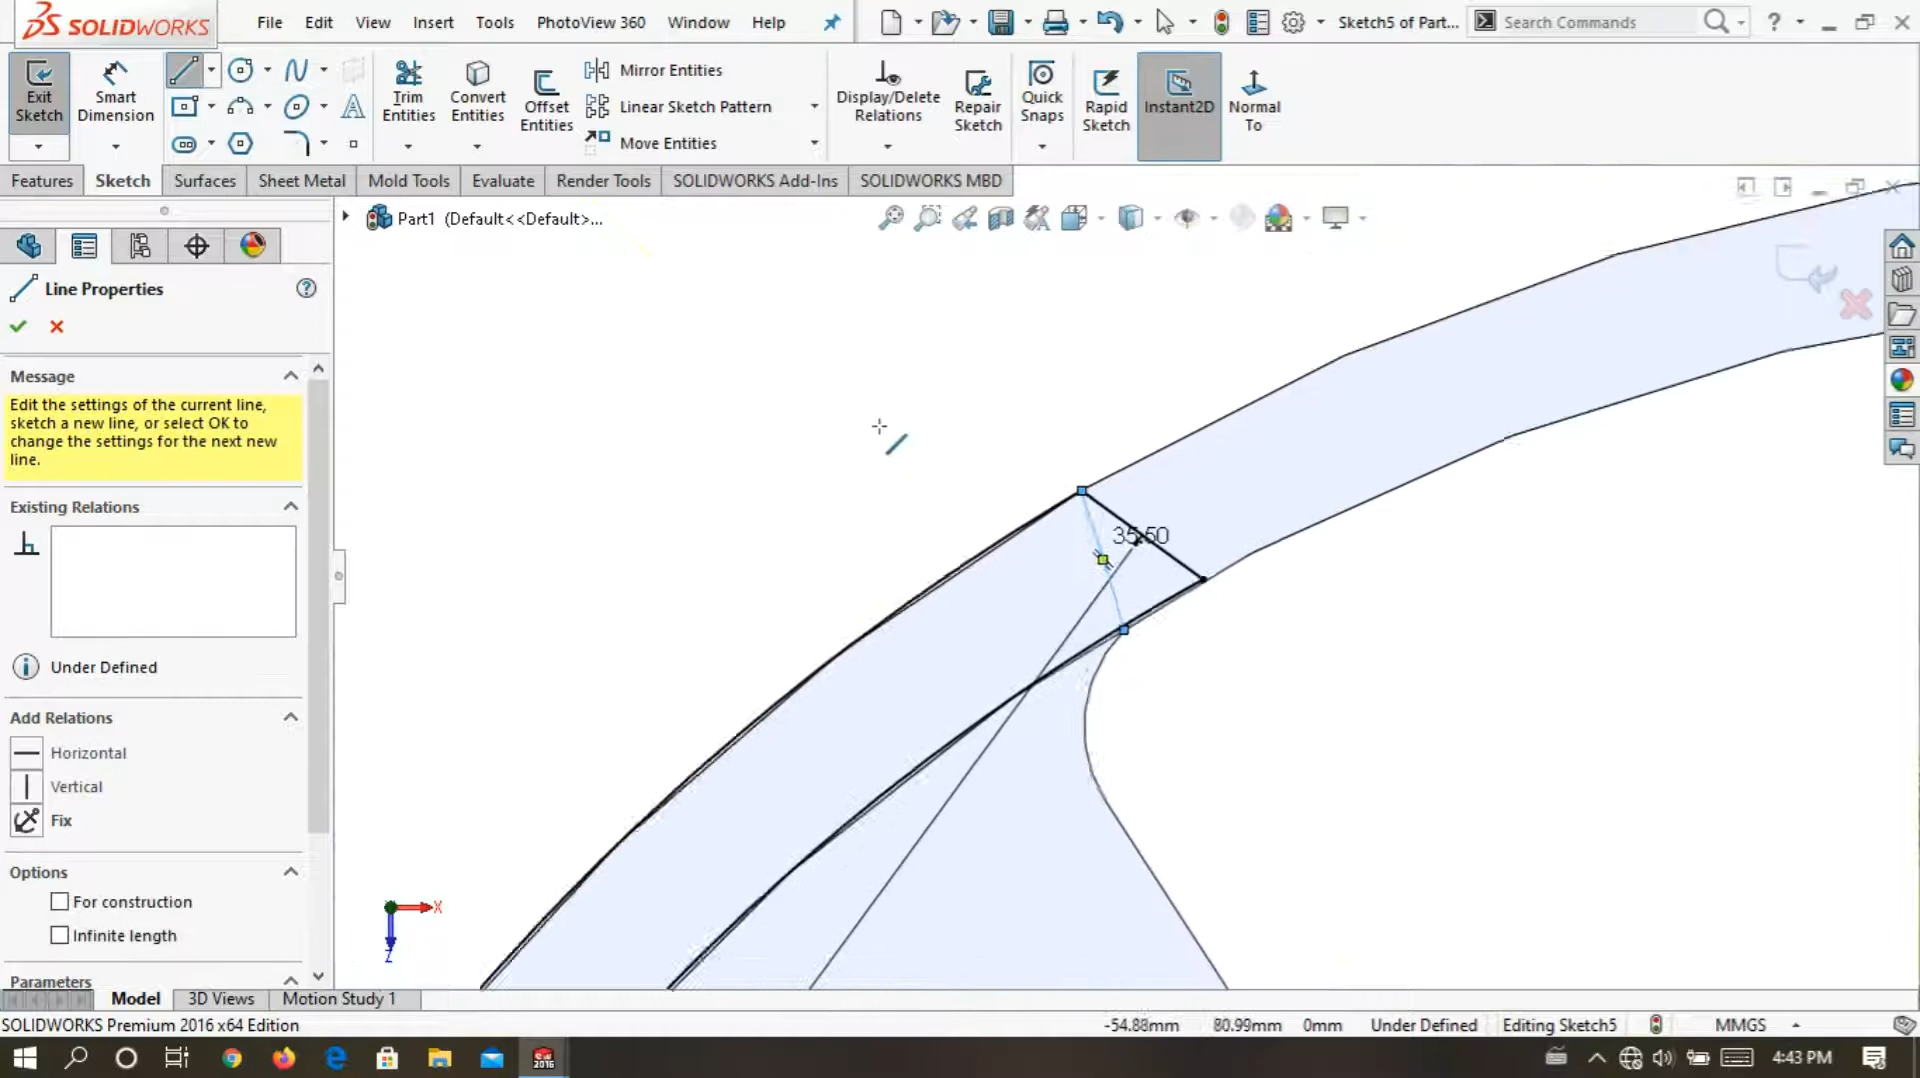 SOLIDWORKS
File Edit View Insert Tools PhotoView 360 Window Help
Sketch5 of Part...
Search Commands
?
Exit Sketch
Smart Dimension
Trim Entities
Convert Entities
Offset Entities
Mirror Entities
Linear Sketch Pattern
Move Entities
Display/Delete Relations
Repair Sketch
Quick Snaps
Rapid Sketch
Instant2D
Normal To
Features Sketch Surfaces Sheet Metal Mold Tools Evaluate Render Tools SOLIDWORKS Add-Ins SOLIDWORKS MBD
Part1 (Default<<Default>...
Line Properties
?
Message
Edit the settings of the current line,
sketch a new line, or select OK to
change the settings for the next new
line.
Existing Relations
Under Defined
Add Relations
Horizontal
Vertical
Fix
Options
For construction
Infinite length
Parameters
35.50
X
Z
Model 3D Views Motion Study 1
SOLIDWORKS Premium 2016 x64 Edition
-54.88mm 80.99mm 0mm Under Defined Editing Sketch5 MMGS
SW
2016
4:43 PM